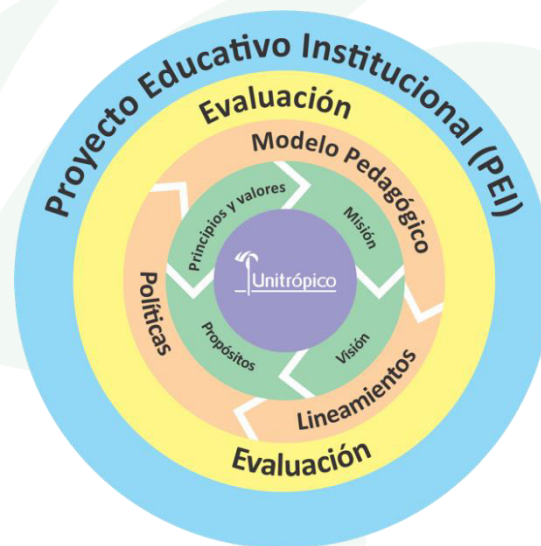 Proyecto Educativo Institucional (PEI)
Evaluación
Modelo Pedagógico
Principios y valores
Misión
Unitrópico
Políticas
Propósitos
Visión
Lineamientos
Evaluación